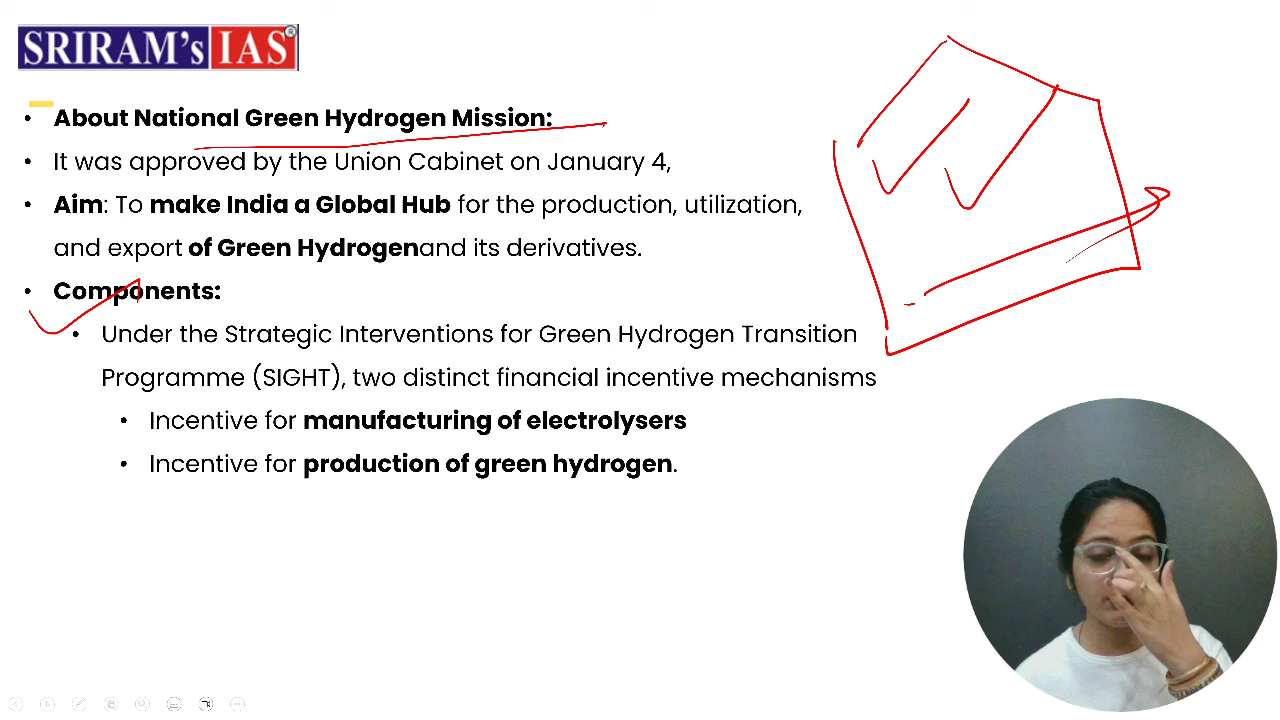 SRIRAM's IAS®
• About National Green Hydrogen Mission:
• It was approved by the Union Cabinet on January 4,
• Aim: To make India a Global Hub for the production, utilization,
and export of Green Hydrogenand its derivatives.
• Components:
• Under the Strategic Interventions for Green Hydrogen Transition
Programme (SIGHT), two distinct financial incentive mechanisms
• Incentive for manufacturing of electrolysers
• Incentive for production of green hydrogen.